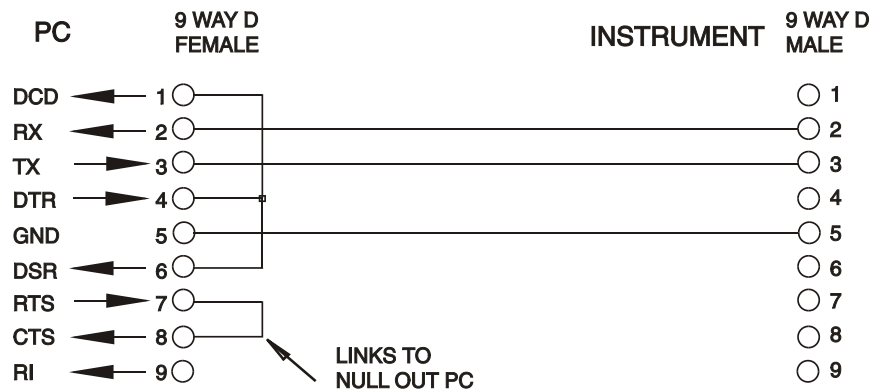 PC
9 WAY D
FEMALE
INSTRUMENT
9 WAY D
MALE
DCD 1 1
RX 2 2
TX 3 3
DTR 4 4
GND 5 5
DSR 6 6
RTS 7 7
CTS 8 8
RI 9 9
LINKS TO
NULL OUT PC